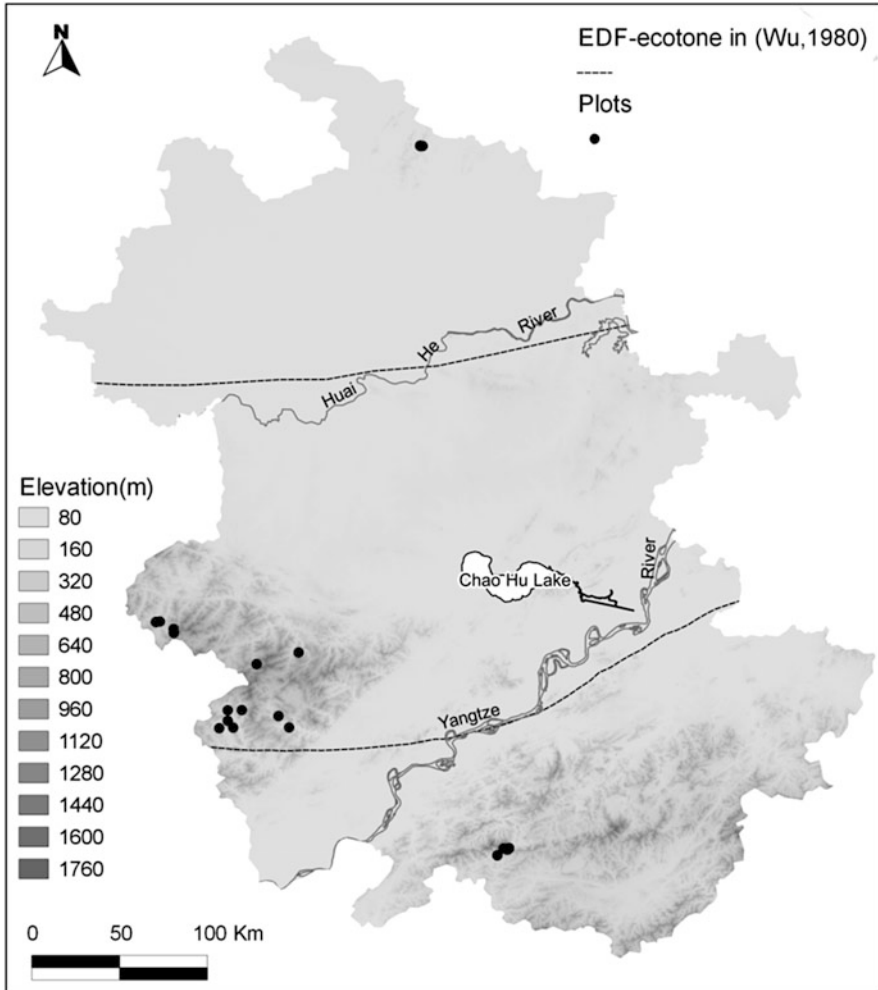 N
EDF-ecotone in (Wu,1980)
Plots
Huai
He
River
Elevation(m)
80
160
320
480
640
800
960
1120
1280
1440
1600
1760
Chao Hu Lake
River
Yangtze
0 50 100 Km